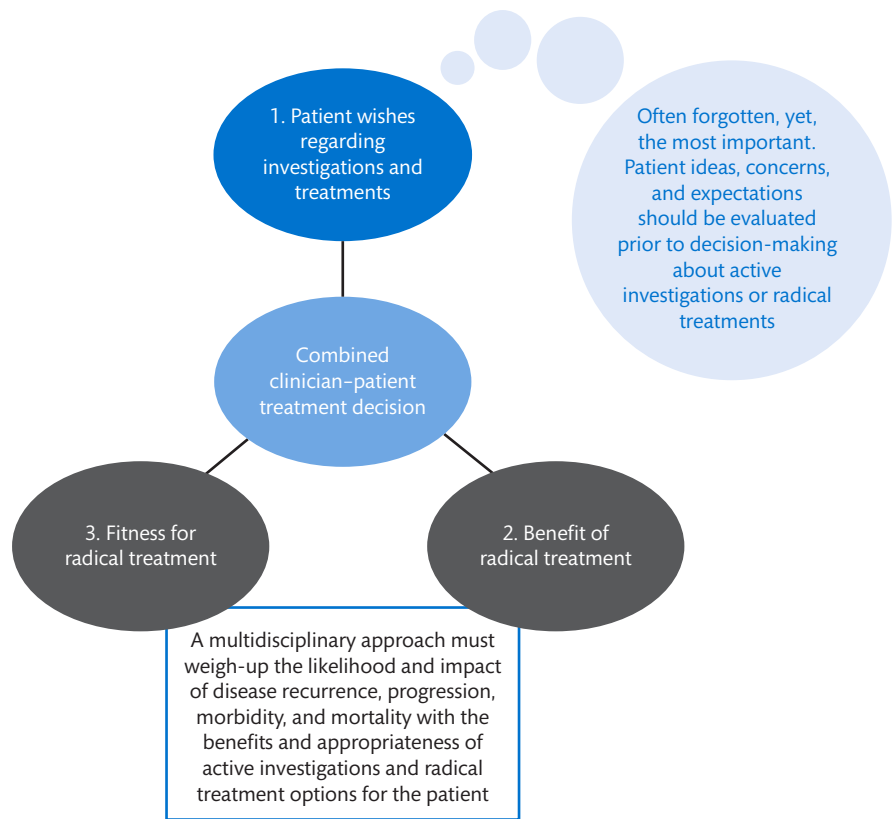 1. Patient wishes
regarding
investigations and
treatments
Often forgotten, yet,
the most important.
Patient ideas, concerns,
and expectations
should be evaluated
prior to decision-making
about active
investigations or radical
treatments
Combined
clinician–patient
treatment decision
3. Fitness for
radical treatment
2. Benefit of
radical treatment
A multidisciplinary approach must
weigh-up the likelihood and impact
of disease recurrence, progression,
morbidity, and mortality with the
benefits and appropriateness of
active investigations and radical
treatment options for the patient